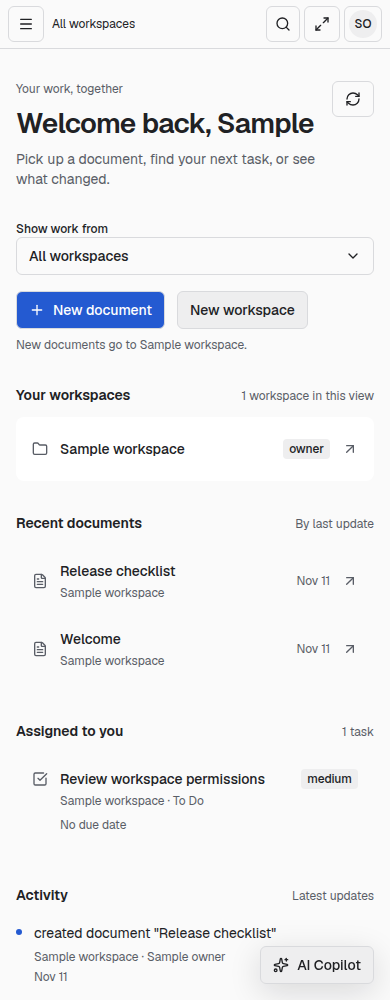 All workspaces
SO
Your work, together
Welcome back, Sample
Pick up a document, find your next task, or see
what changed.
Show work from
All workspaces
New document
New workspace
New documents go to Sample workspace.
Your workspaces
1 workspace in this view
Sample workspace
owner
Recent documents
By last update
Release checklist
Sample workspace
Nov 11
Welcome
Sample workspace
Nov 11
Assigned to you
1 task
Review workspace permissions
medium
Sample workspace · To Do
No due date
Activity
Latest updates
created document "Release checklist"
Sample workspace · Sample owner
Nov 11
AI Copilot